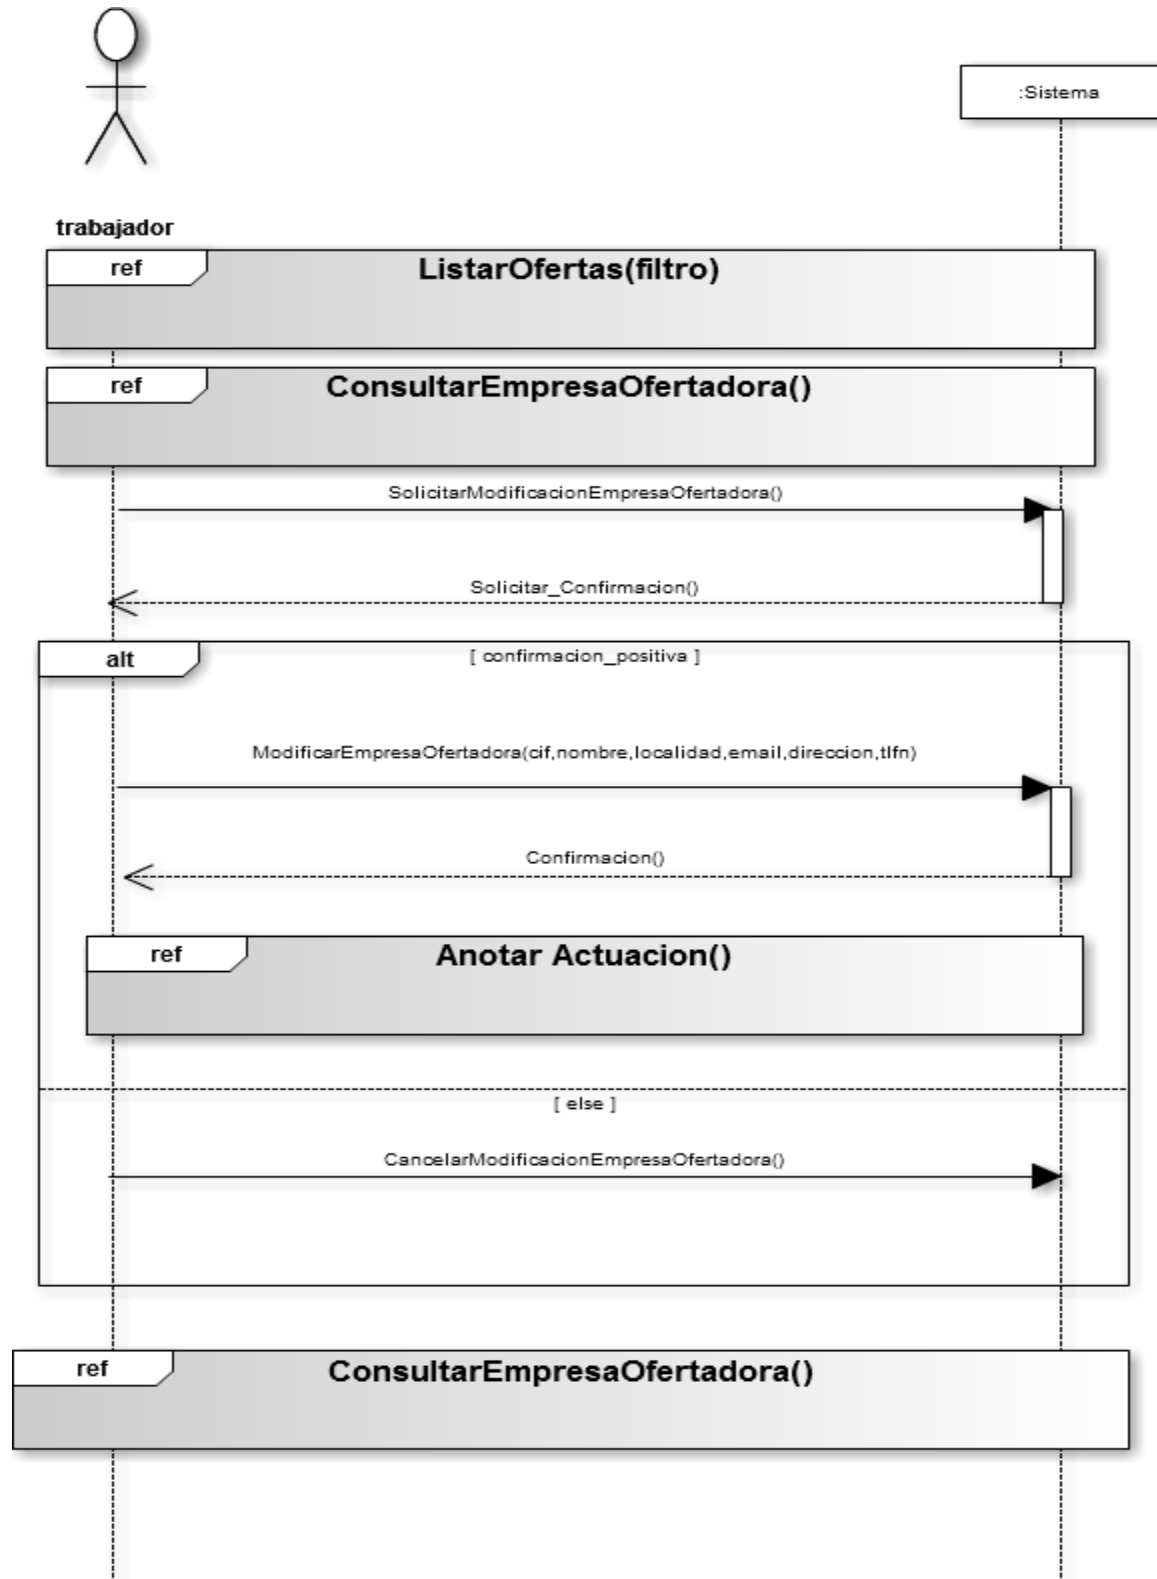 :Sistema
trabajador
ref
ListarOfertas(filtro)
ref
ConsultarEmpresaOfertadora()
SolicitarModificacionEmpresaOfertadora()
Solicitar_Confirmacion()
alt
[ confirmacion_positiva ]
ModificarEmpresaOfertadora(cif,nombre,localidad,email,direccion,tlfn)
Confirmacion()
ref
Anotar Actuacion()
[ else ]
CancelarModificacionEmpresaOfertadora()
ref
ConsultarEmpresaOfertadora()